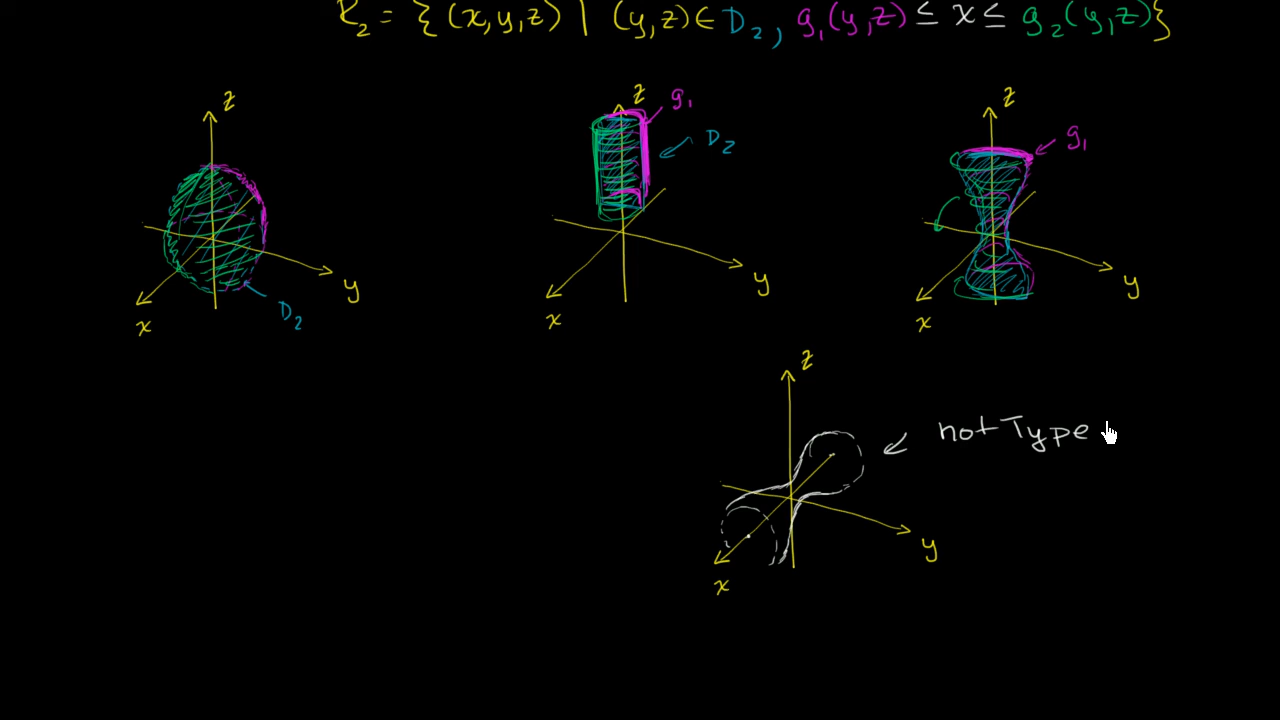 R₂ = { (x,y,z) | (y,z)∈ D₂, g₁(y,z) ≤ x ≤ g₂(y,z)}
z
y
x
D₂
z
g₁
D₂
y
x
z
g₁
y
x
z
y
x
not Type